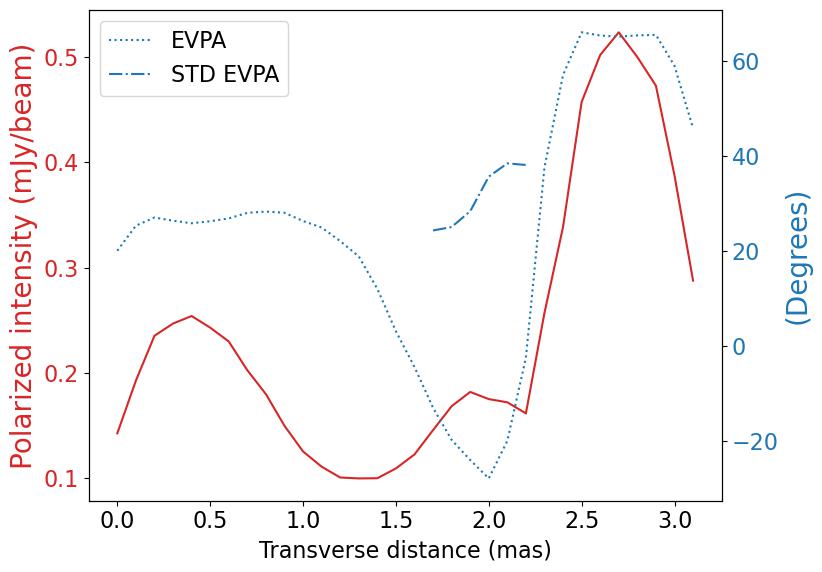 EVPA
STD EVPA
Polarized intensity (mJy/beam)
0.5
0.4
0.3
0.2
0.1
60
40
20
0
−20
(Degrees)
0.0 0.5 1.0 1.5 2.0 2.5 3.0
Transverse distance (mas)